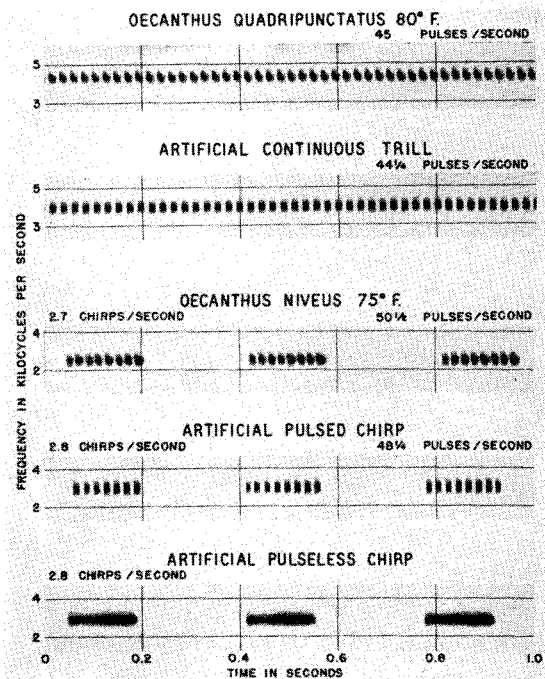 OECANTHUS QUADRIPUNCTATUS 80° F.
45 PULSES/SECOND
5
3
ARTIFICIAL CONTINUOUS TRILL
44¼ PULSES/SECOND
5
3
FREQUENCY IN KILOCYCLES PER SECOND
OECANTHUS NIVEUS 75° F.
2.7 CHIRPS/SECOND 50⅛ PULSES/SECOND
4
2
ARTIFICIAL PULSED CHIRP
2.8 CHIRPS/SECOND 48¼ PULSES/SECOND
4
2
ARTIFICIAL PULSELESS CHIRP
2.8 CHIRPS/SECOND
4
2
0 0.2 0.4 0.6 0.8 1.0
TIME IN SECONDS